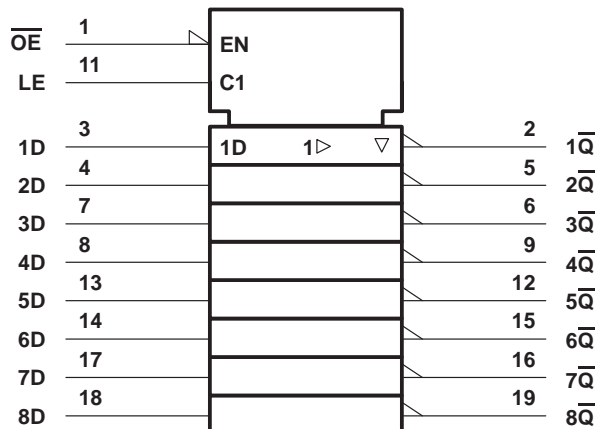 O̅E̅ 1 EN
LE 11 C1
1D 3 1D 1▷ ▽ 2 1Q̅
2D 4 5 2Q̅
3D 7 6 3Q̅
4D 8 9 4Q̅
5D 13 12 5Q̅
6D 14 15 6Q̅
7D 17 16 7Q̅
8D 18 19 8Q̅